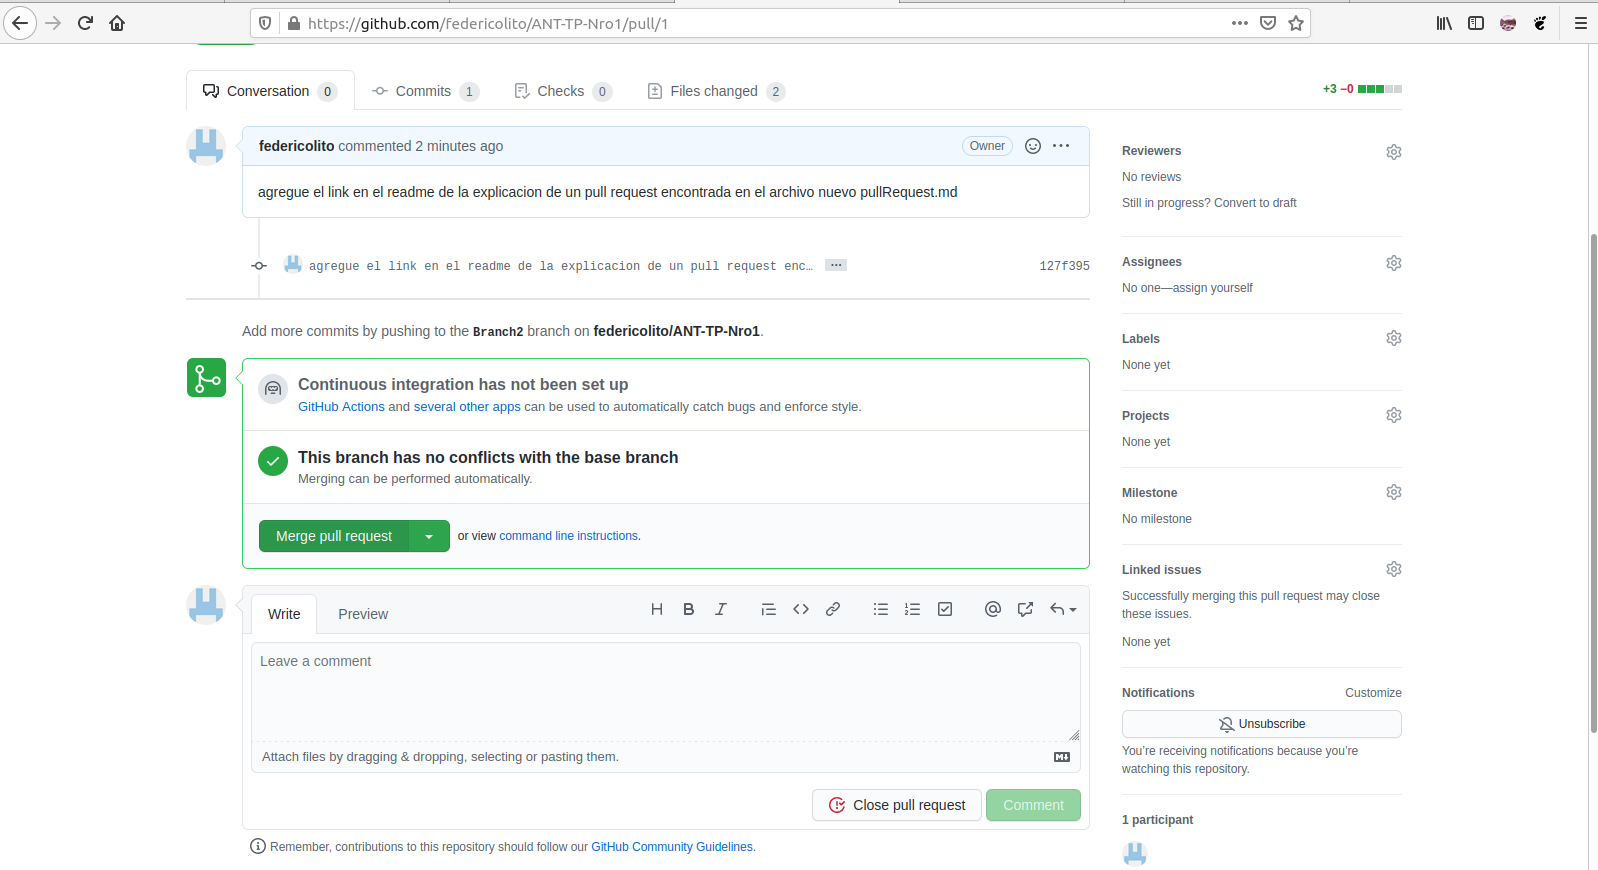 https://github.com/federicolito/ANT-TP-Nro1/pull/1
Conversation 0 Commits 1 Checks 0 Files changed 2
+3 −0
federicolito commented 2 minutes ago Owner
agregue el link en el readme de la explicacion de un pull request encontrada en el archivo nuevo pullRequest.md
agregue el link en el readme de la explicacion de un pull request enc… 127f395
Add more commits by pushing to the Branch2 branch on federicolito/ANT-TP-Nro1.
Continuous integration has not been set up
GitHub Actions and several other apps can be used to automatically catch bugs and enforce style.
This branch has no conflicts with the base branch
Merging can be performed automatically.
Merge pull request or view command line instructions.
Write Preview
Leave a comment
Attach files by dragging & dropping, selecting or pasting them.
Close pull request Comment
Remember, contributions to this repository should follow our GitHub Community Guidelines.
Reviewers
No reviews
Still in progress? Convert to draft
Assignees
No one—assign yourself
Labels
None yet
Projects
None yet
Milestone
No milestone
Linked issues
Successfully merging this pull request may close
these issues.
None yet
Notifications Customize
Unsubscribe
You're receiving notifications because you're
watching this repository.
1 participant